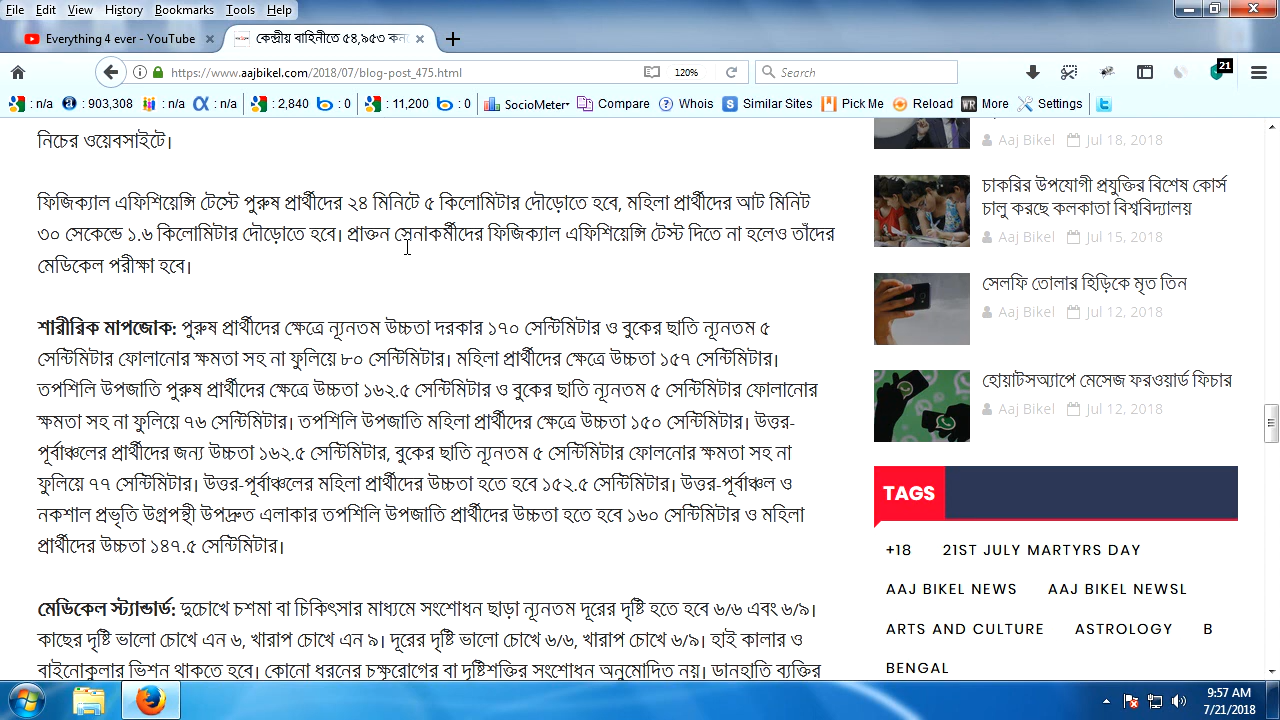 File Edit View History Bookmarks Tools Help
Everything 4 ever - YouTube
কেন্দ্রীয় বাহিনীতে ৫৪,৯৫৩ কন
https://www.aajbikel.com/2018/07/blog-post_475.html
120%
Search
21
: n/a : 903,308 : n/a : n/a : 2,840 : 0 : 11,200 : 0 SocioMeter Compare Whois Similar Sites Pick Me Reload WR More Settings
নিচের ওয়েবসাইটে।
ফিজিক্যাল এফিশিয়েন্সি টেস্ট পুরুষ প্রার্থীদের ২৪ মিনিটে ৫ কিলোমিটার দৌড়োতে হবে, মহিলা প্রার্থীদের আট মিনিট
৩০ সেকেন্ডে ১.৬ কিলোমিটার দৌড়োতে হবে। প্রাক্তন সেনাকর্মীদের ফিজিক্যাল এফিশিয়েন্সি টেস্ট দিতে না হলেও তাঁদের
মেডিকেল পরীক্ষা হবে।
শারীরিক মাপজোক: পুরুষ প্রার্থীদের ক্ষেত্রে ন্যূনতম উচ্চতা দরকার ১৭০ সেন্টিমিটার ও বুকের ছাতি ন্যূনতম ৫
সেন্টিমিটার ফোলানোর ক্ষমতা সহ না ফুলিয়ে ৮০ সেন্টিমিটার। মহিলা প্রার্থীদের ক্ষেত্রে উচ্চতা ১৫৭ সেন্টিমিটার।
তপশিলি উপজাতি পুরুষ প্রার্থীদের ক্ষেত্রে উচ্চতা ১৬২.৫ সেন্টিমিটার ও বুকের ছাতি ন্যূনতম ৫ সেন্টিমিটার ফোলানোর
ক্ষমতা সহ না ফুলিয়ে ৭৬ সেন্টিমিটার। তপশিলি উপজাতি মহিলা প্রার্থীদের ক্ষেত্রে উচ্চতা ১৫০ সেন্টিমিটার। উত্তর-
পূর্বাঞ্চলের প্রার্থীদের জন্য উচ্চতা ১৬২.৫ সেন্টিমিটার, বুকের ছাতি ন্যূনতম ৫ সেন্টিমিটার ফোলনোর ক্ষমতা সহ না
ফুলিয়ে ৭৭ সেন্টিমিটার। উত্তর-পূর্বাঞ্চলের মহিলা প্রার্থীদের উচ্চতা হতে হবে ১৫২.৫ সেন্টিমিটার। উত্তর-পূর্বাঞ্চল ও
নকশাল প্রভৃতি উগ্রপন্থী উপদ্রুত এলাকার তপশিলি উপজাতি প্রার্থীদের উচ্চতা হতে হবে ১৬০ সেন্টিমিটার ও মহিলা
প্রার্থীদের উচ্চতা ১৪৭.৫ সেন্টিমিটার।
মেডিকেল স্ট্যান্ডার্ড: দুচোখে চশমা বা চিকিৎসার মাধ্যমে সংশোধন ছাড়া ন্যূনতম দূরের দৃষ্টি হতে হবে ৬/৬ এবং ৬/৯।
কাছের দৃষ্টি ভালো চোখে এন ৬, খারাপ চোখে এন ৯। দূরের দৃষ্টি ভালো চোখে ৬/৬, খারাপ চোখে ৬/৯। হাই কালার ও
বাইনোকুলার ভিশন থাকতে হবে। কোনো ধরনের চক্ষুরোগের বা দৃষ্টিশক্তির সংশোধন অনুমোদিত নয়। ডানহাতি ব্যক্তির
Aaj Bikel Jul 18, 2018
চাকরির উপযোগী প্রযুক্তির বিশেষ কোর্স
চালু করছে কলকাতা বিশ্ববিদ্যালয়
Aaj Bikel Jul 15, 2018
সেলফি তোলার হিড়িকে মৃত তিন
Aaj Bikel Jul 12, 2018
হোয়াটসঅ্যাপে মেসেজ ফরওয়ার্ড ফিচার
Aaj Bikel Jul 12, 2018
TAGS
+18 21ST JULY MARTYRS DAY
AAJ BIKEL NEWS AAJ BIKEL NEWSL
ARTS AND CULTURE ASTROLOGY B
BENGAL
9:57 AM
7/21/2018